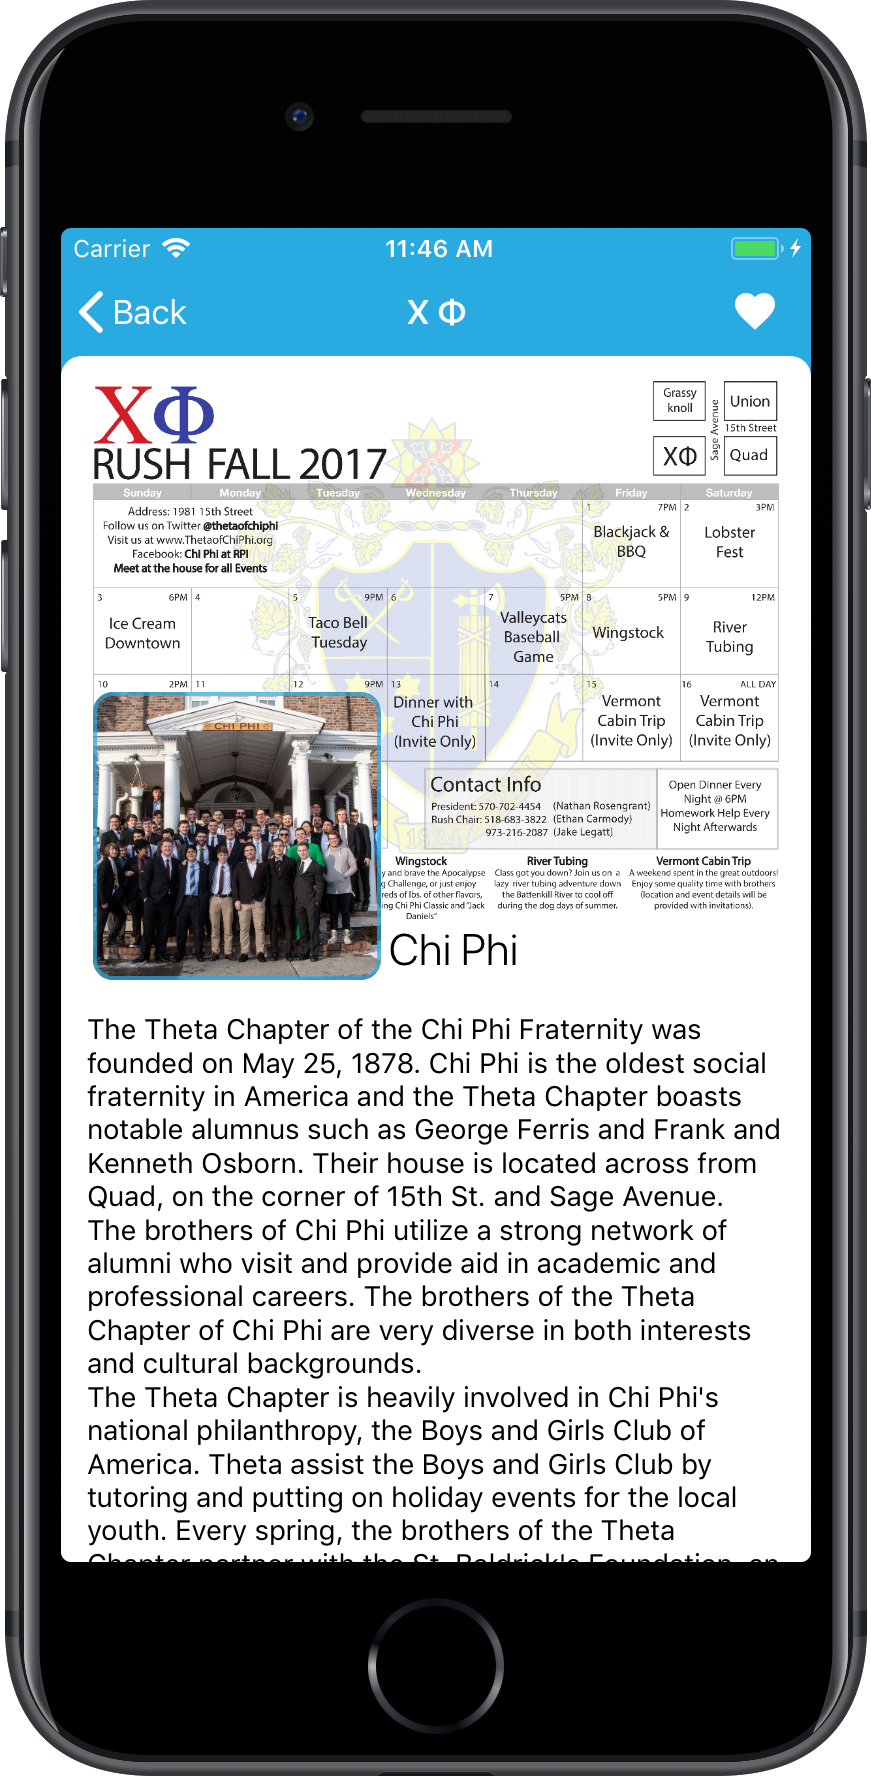 Carrier
11:46 AM
Back
Χ Φ
ΧΦ
RUSH FALL 2017
Grassy
knoll
Sage Avenue
Union
15th Street
ΧΦ
Quad
Sunday Monday Tuesday Wednesday Thursday Friday Saturday
Address: 1981 15th Street
Follow us on Twitter @thetaofchiphi
Visit us at www.ThetaofChiPhi.org
Facebook: Chi Phi at RPI
Meet at the house for all Events
1 7PM
Blackjack &
BBQ
2 3PM
Lobster
Fest
3 6PM
Ice Cream
Downtown
4
5 9PM
Taco Bell
Tuesday
6
7 5PM
Valleycats
Baseball
Game
8 5PM
Wingstock
9 12PM
River
Tubing
10 2PM
11
12 9PM
13
Dinner with
Chi Phi
(Invite Only)
14
15
Vermont
Cabin Trip
(Invite Only)
16 ALL DAY
Vermont
Cabin Trip
(Invite Only)
CHI PHI
1824
Contact Info
President: 570-702-4454 (Nathan Rosengrant)
Rush Chair: 518-683-3822 (Ethan Carmody)
973-216-2087 (Jake Legatt)
Open Dinner Every
Night @ 6PM
Homework Help Every
Night Afterwards
Wingstock
y and brave the Apocalypse
g Challenge, or just enjoy
reds of lbs. of other flavors,
ing Chi Phi Classic and "Jack
Daniels"
River Tubing
Class got you down? Join us on a
lazy river tubing adventure down
the Battenkill River to cool off
during the dog days of summer.
Vermont Cabin Trip
A weekend spent in the great outdoors!
Enjoy some quality time with brothers
(location and event details will be
provided with invitations).
Chi Phi
The Theta Chapter of the Chi Phi Fraternity was
founded on May 25, 1878. Chi Phi is the oldest social
fraternity in America and the Theta Chapter boasts
notable alumnus such as George Ferris and Frank and
Kenneth Osborn. Their house is located across from
Quad, on the corner of 15th St. and Sage Avenue.
The brothers of Chi Phi utilize a strong network of
alumni who visit and provide aid in academic and
professional careers. The brothers of the Theta
Chapter of Chi Phi are very diverse in both interests
and cultural backgrounds.
The Theta Chapter is heavily involved in Chi Phi's
national philanthropy, the Boys and Girls Club of
America. Theta assist the Boys and Girls Club by
tutoring and putting on holiday events for the local
youth. Every spring, the brothers of the Theta
Chapter partner with the St. Baldrick's Foundation, an